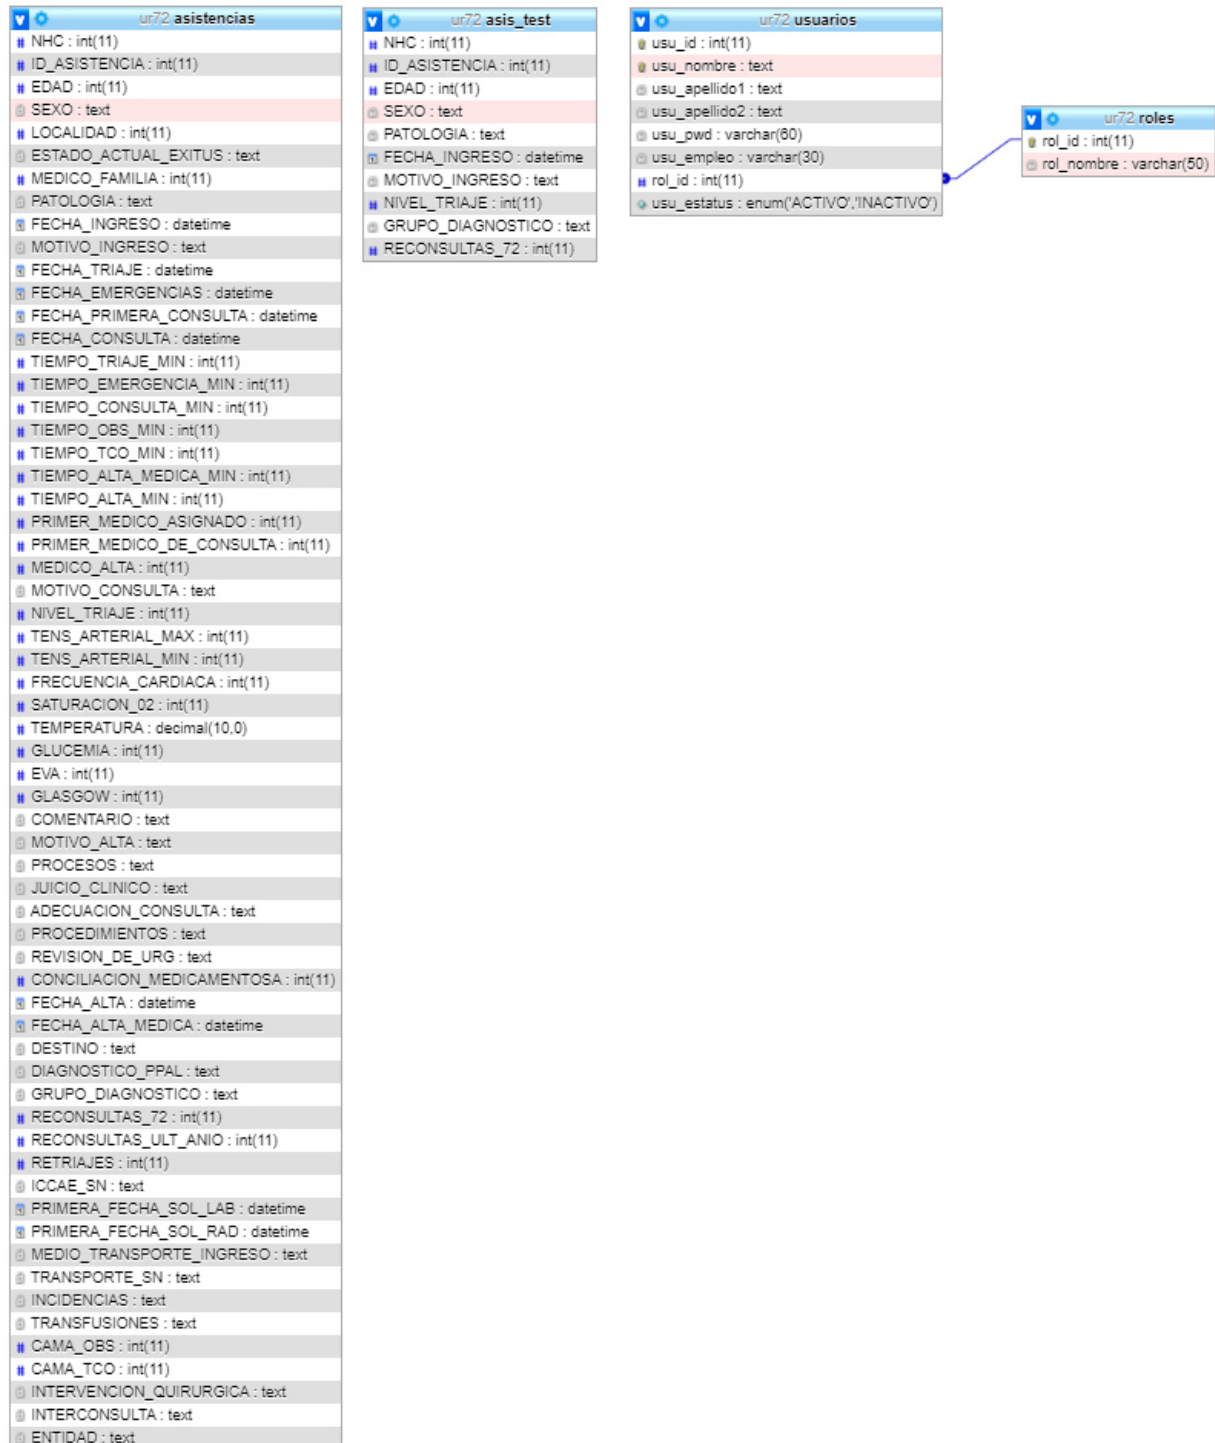 ur72 asistencias
NHC : int(11)
ID_ASISTENCIA : int(11)
EDAD : int(11)
SEXO : text
LOCALIDAD : int(11)
ESTADO_ACTUAL_EXITUS : text
MEDICO_FAMILIA : int(11)
PATOLOGIA : text
FECHA_INGRESO : datetime
MOTIVO_INGRESO : text
FECHA_TRIAJE : datetime
FECHA_EMERGENCIAS : datetime
FECHA_PRIMERA_CONSULTA : datetime
FECHA_CONSULTA : datetime
TIEMPO_TRIAJE_MIN : int(11)
TIEMPO_EMERGENCIA_MIN : int(11)
TIEMPO_CONSULTA_MIN : int(11)
TIEMPO_OBS_MIN : int(11)
TIEMPO_TCO_MIN : int(11)
TIEMPO_ALTA_MEDICA_MIN : int(11)
TIEMPO_ALTA_MIN : int(11)
PRIMER_MEDICO_ASIGNADO : int(11)
PRIMER_MEDICO_DE_CONSULTA : int(11)
MEDICO_ALTA : int(11)
MOTIVO_CONSULTA : text
NIVEL_TRIAJE : int(11)
TENS_ARTERIAL_MAX : int(11)
TENS_ARTERIAL_MIN : int(11)
FRECUENCIA_CARDIACA : int(11)
SATURACION_02 : int(11)
TEMPERATURA : decimal(10,0)
GLUCEMIA : int(11)
EVA : int(11)
GLASGOW : int(11)
COMENTARIO : text
MOTIVO_ALTA : text
PROCESOS : text
JUICIO_CLINICO : text
ADECUACION_CONSULTA : text
PROCEDIMIENTOS : text
REVISION_DE_URG : text
CONCILIACION_MEDICAMENTOSA : int(11)
FECHA_ALTA : datetime
FECHA_ALTA_MEDICA : datetime
DESTINO : text
DIAGNOSTICO_PPAL : text
GRUPO_DIAGNOSTICO : text
RECONSULTAS_72 : int(11)
RECONSULTAS_ULT_ANIO : int(11)
RETRIAJES : int(11)
ICCAE_SN : text
PRIMERA_FECHA_SOL_LAB : datetime
PRIMERA_FECHA_SOL_RAD : datetime
MEDIO_TRANSPORTE_INGRESO : text
TRANSPORTE_SN : text
INCIDENCIAS : text
TRANSFUSIONES : text
CAMA_OBS : int(11)
CAMA_TCO : int(11)
INTERVENCION_QUIRURGICA : text
INTERCONSULTA : text
ENTIDAD : text
ur72 asis_test
NHC : int(11)
ID_ASISTENCIA : int(11)
EDAD : int(11)
SEXO : text
PATOLOGIA : text
FECHA_INGRESO : datetime
MOTIVO_INGRESO : text
NIVEL_TRIAJE : int(11)
GRUPO_DIAGNOSTICO : text
RECONSULTAS_72 : int(11)
ur72 usuarios
usu_id : int(11)
usu_nombre : text
usu_apellido1 : text
usu_apellido2 : text
usu_pwd : varchar(60)
usu_empleo : varchar(30)
rol_id : int(11)
usu_estatus : enum('ACTIVO','INACTIVO')
ur72 roles
rol_id : int(11)
rol_nombre : varchar(50)